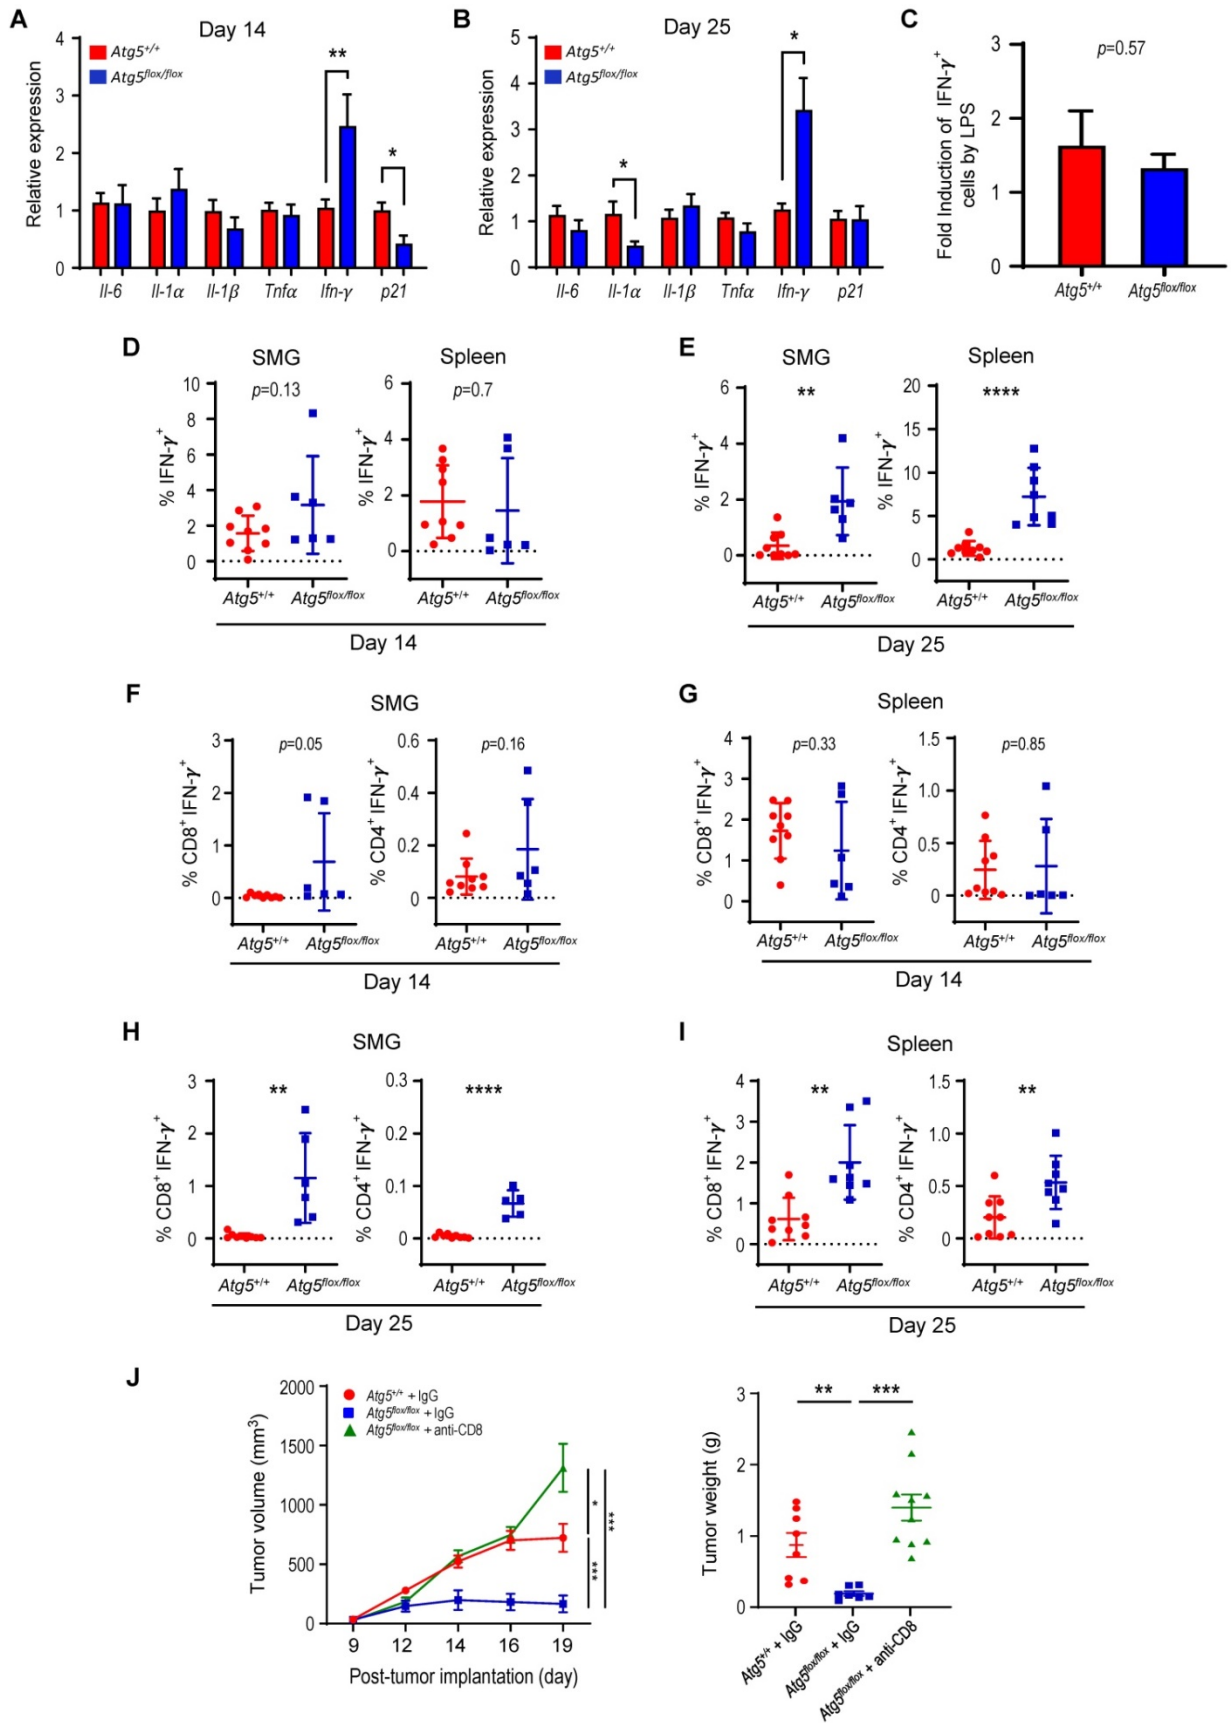 A
Day 14
Relative expression
4
3
2
1
0
Atg5+/+
Atg5flox/flox
**
*
Il-6
Il-1α
Il-1β
Tnfα
Ifn-γ
p21
B
Day 25
Relative expression
5
4
3
2
1
0
Atg5+/+
Atg5flox/flox
*
*
Il-6
Il-1α
Il-1β
Tnfα
Ifn-γ
p21
C
Fold Induction of IFN-γ+
cells by LPS
3
2
1
0
p=0.57
Atg5+/+
Atg5flox/flox
D
SMG
% IFN-γ+
10
8
6
4
2
0
p=0.13
Atg5+/+
Atg5flox/flox
Spleen
% IFN-γ+
6
4
2
0
p=0.7
Atg5+/+
Atg5flox/flox
Day 14
E
SMG
% IFN-γ+
6
4
2
0
**
Atg5+/+
Atg5flox/flox
Spleen
% IFN-γ+
20
15
10
5
0
****
Atg5+/+
Atg5flox/flox
Day 25
F
SMG
% CD8+ IFN-γ+
3
2
1
0
p=0.05
Atg5+/+
Atg5flox/flox
% CD4+ IFN-γ+
0.6
0.4
0.2
0
p=0.16
Atg5+/+
Atg5flox/flox
Day 14
G
Spleen
% CD8+ IFN-γ+
4
3
2
1
0
p=0.33
Atg5+/+
Atg5flox/flox
% CD4+ IFN-γ+
1.5
1.0
0.5
0
p=0.85
Atg5+/+
Atg5flox/flox
Day 14
H
SMG
% CD8+ IFN-γ+
3
2
1
0
**
Atg5+/+
Atg5flox/flox
% CD4+ IFN-γ+
0.3
0.2
0.1
0
****
Atg5+/+
Atg5flox/flox
Day 25
I
Spleen
% CD8+ IFN-γ+
4
3
2
1
0
**
Atg5+/+
Atg5flox/flox
% CD4+ IFN-γ+
1.5
1.0
0.5
0
**
Atg5+/+
Atg5flox/flox
Day 25
J
Tumor volume (mm3)
2000
1500
1000
500
0
Atg5+/+ + IgG
Atg5flox/flox + IgG
Atg5flox/flox + anti-CD8
*
***
***
9
12
14
16
19
Post-tumor implantation (day)
Tumor weight (g)
3
2
1
0
**
***
Atg5+/+ + IgG
Atg5flox/flox + IgG
Atg5flox/flox + anti-CD8